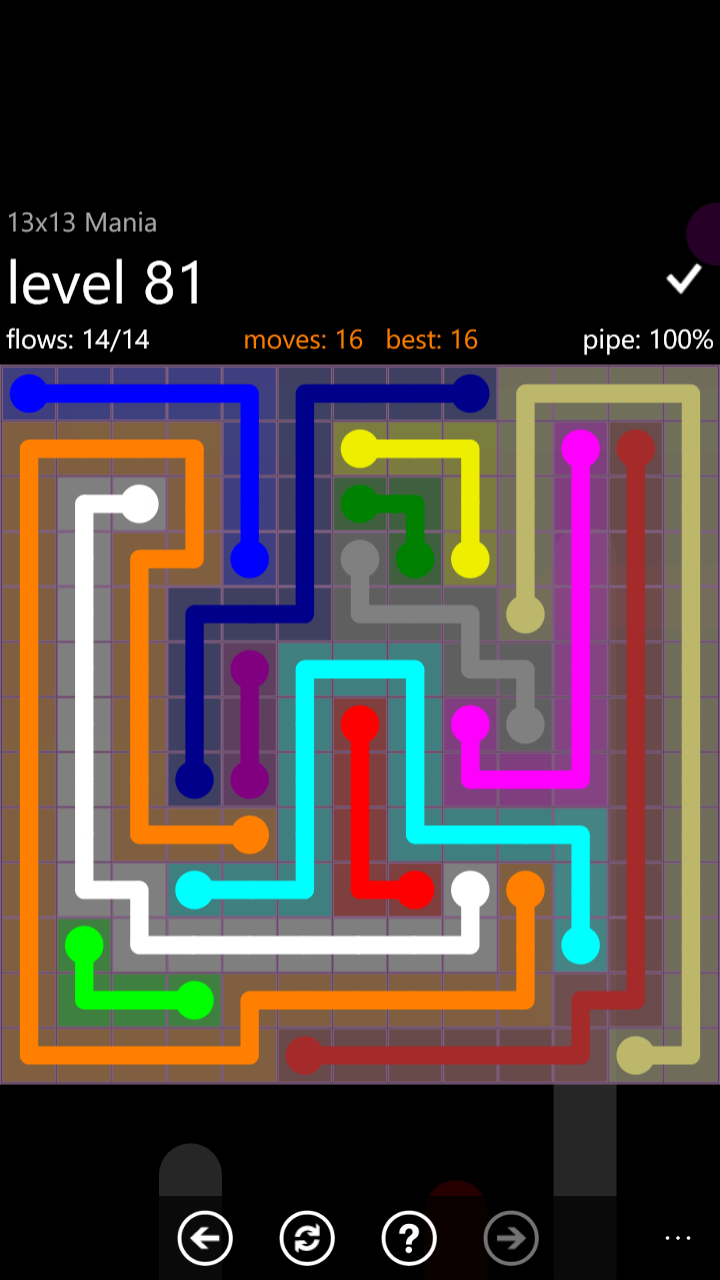 13x13 Mania
level 81
flows: 14/14 moves: 16 best: 16 pipe: 100%
?
...